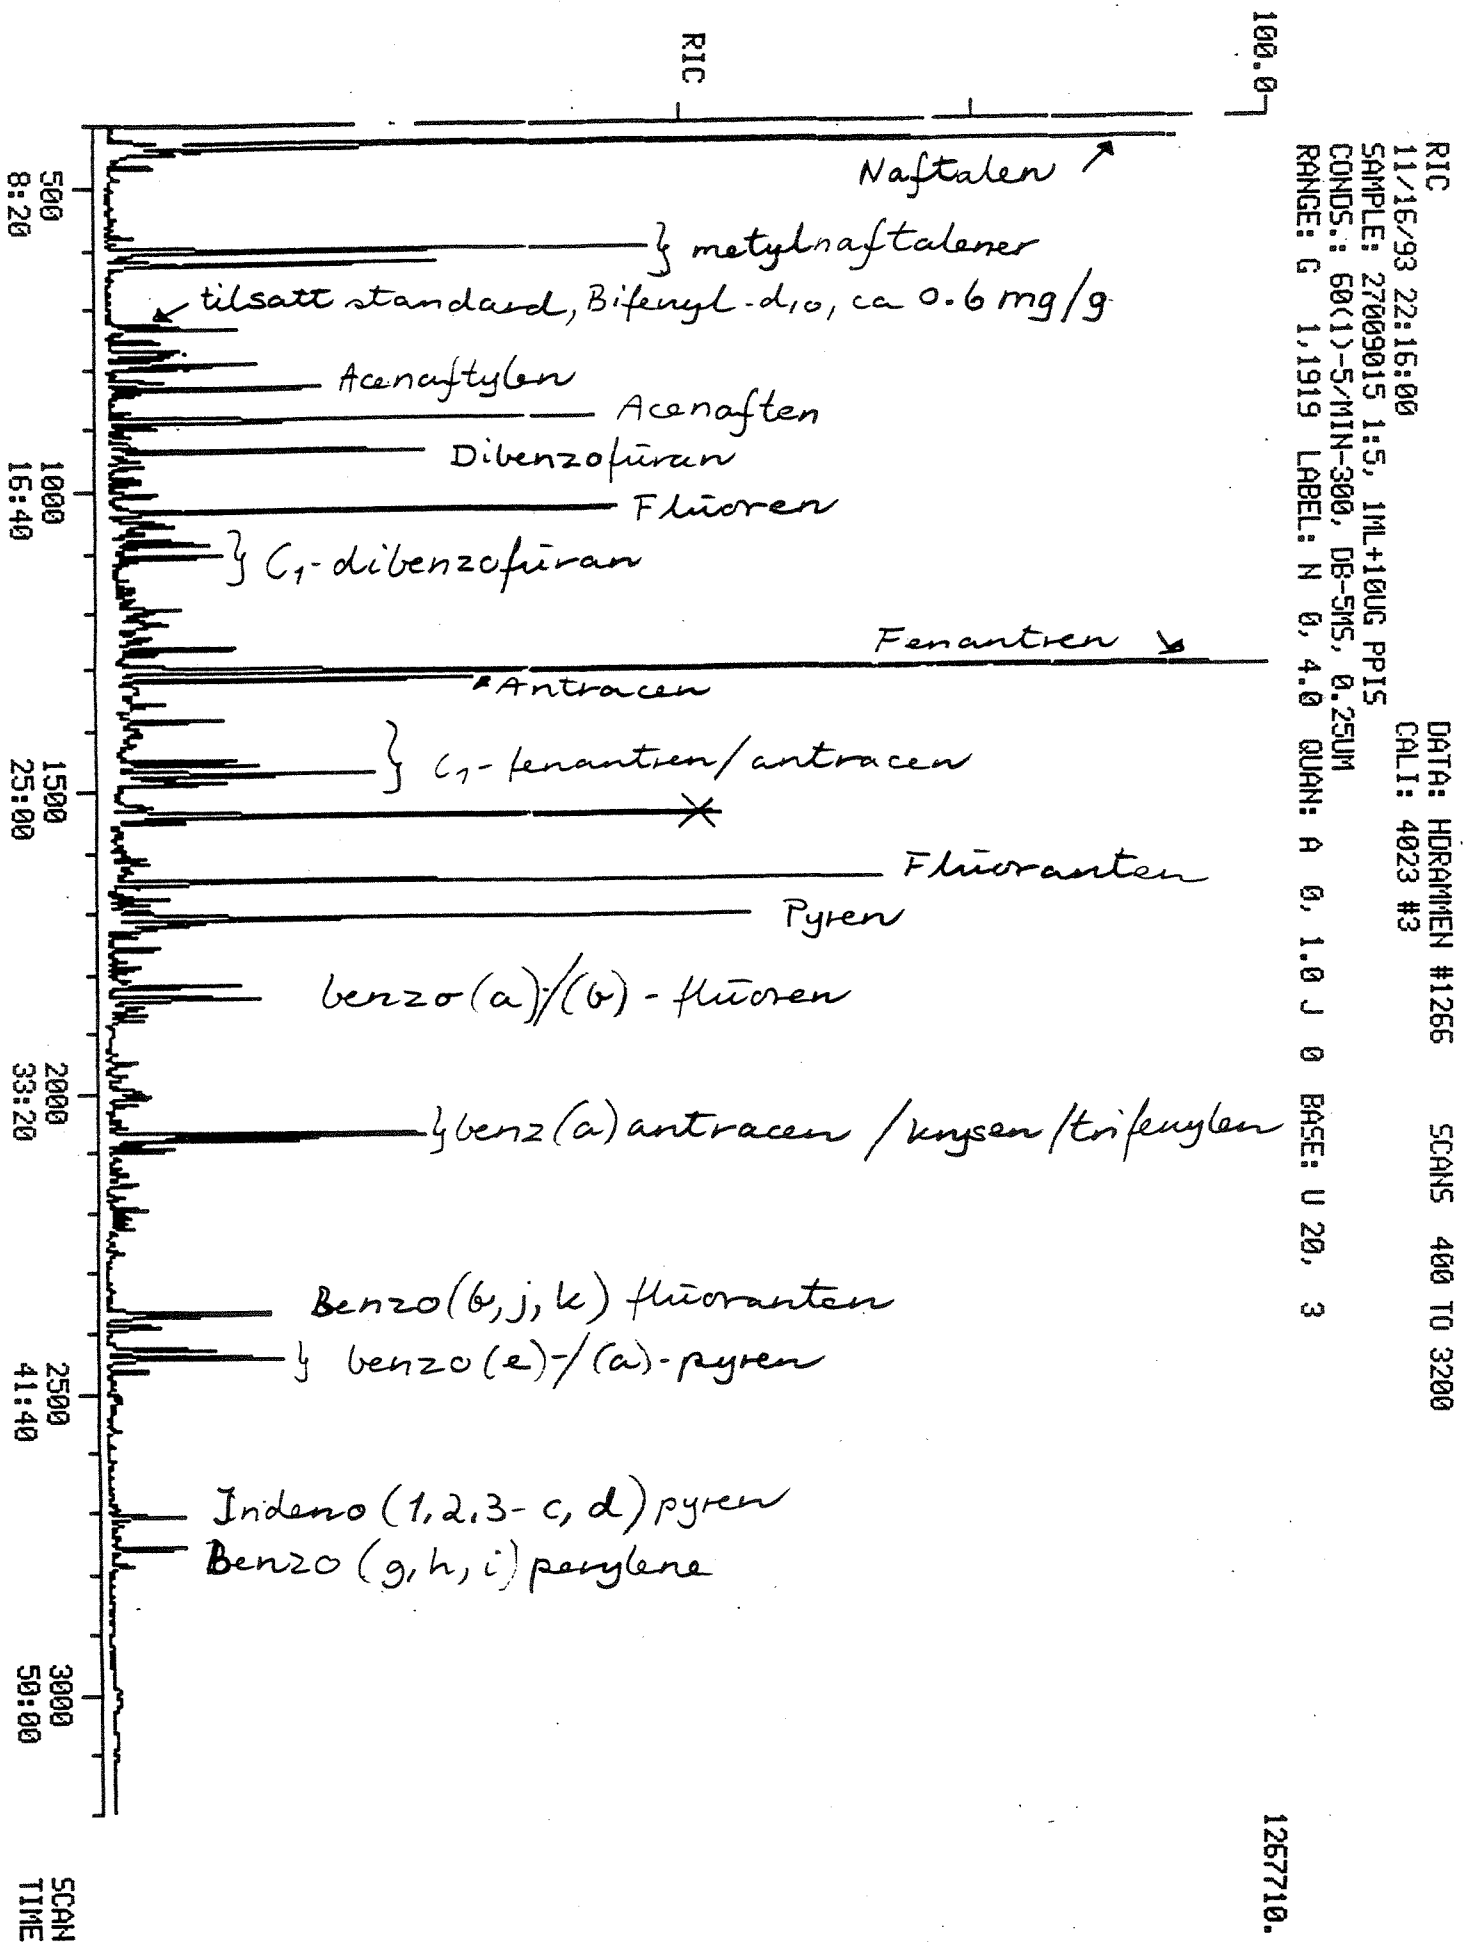 RIC
11/16/93 22:16:00
DATA: HDRAMMEN #1266
SCANS 400 TO 3200
CALI: 4023 #3
SAMPLE: 27009015 1:5, 1ML+10UG PPIS
CONDS.: 60(1)-5/MIN-300, DB-5MS, 0.25UM
RANGE: G 1,1919 LABEL: N 0, 4.0 QUAN: A 0, 1.0 J 0 BASE: U 20, 3
100.0
1267710.
RIC
Naftalen
metylnaftalener
tilsatt standard, Bifenyl-d10, ca 0.6 mg/g
Acenaftylen
Acenaften
Dibenzofuran
Fluoren
C1-dibenzofuran
Fenantren
Antracen
C1-fenantren/antracen
X
Fluoranten
Pyren
benzo(a)/(b)-fluoren
benz(a)antracen/krysen/trifenylen
Benzo(b,j,k)fluoranten
benzo(e)-/(a)-pyren
Indeno(1,2,3-c,d)pyren
Benzo(g,h,i)perylene
500 1000 1500 2000 2500 3000 SCAN
8:20 16:40 25:00 33:20 41:40 50:00 TIME